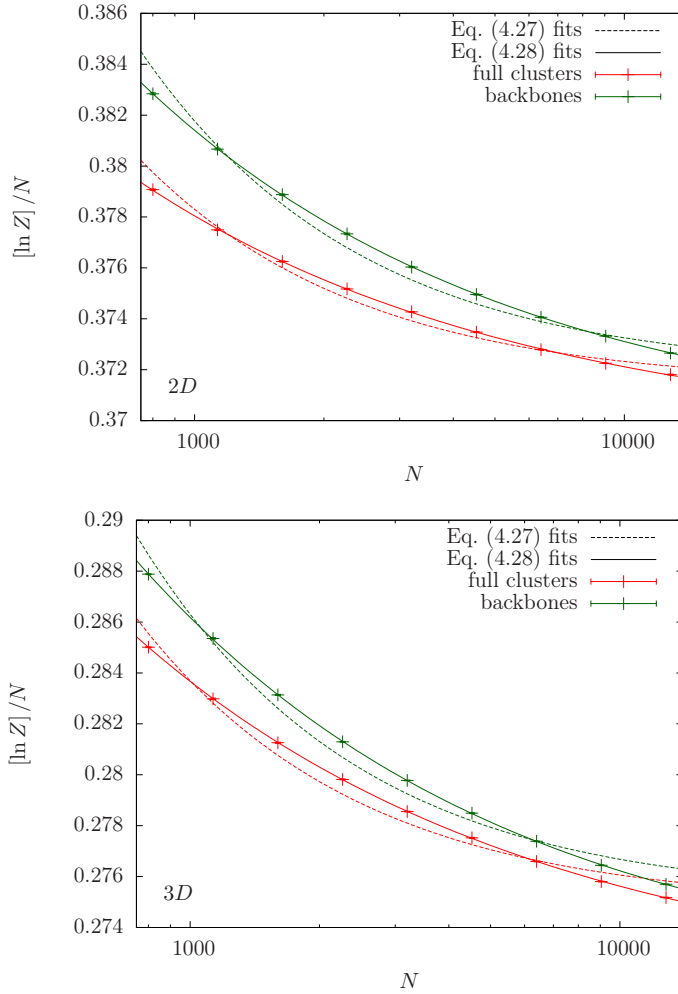 0.386
0.384
0.382
0.38
0.378
0.376
0.374
0.372
0.37
[ln Z] /N
Eq. (4.27) fits
Eq. (4.28) fits
full clusters
backbones
2D
1000
10000
N
0.29
0.288
0.286
0.284
0.282
0.28
0.278
0.276
0.274
[ln Z] /N
Eq. (4.27) fits
Eq. (4.28) fits
full clusters
backbones
3D
1000
10000
N